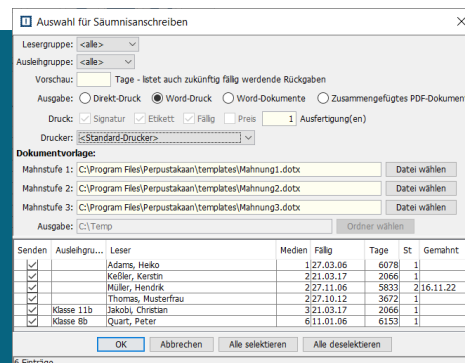 Auswahl für Säumnisanschreiben
Lesergruppe: <alle>
Ausleihgruppe: <alle>
Vorschau: Tage - listet auch zukünftig fällig werdende Rückgaben
Ausgabe: Direkt-Druck Word-Druck Word-Dokumente Zusammengefügtes PDF-Dokument
Druck: Signatur Etikett Fällig Preis 1 Ausfertigung(en)
Drucker: <Standard-Drucker>
Dokumentvorlage:
Mahnstufe 1: C:\Program Files\Perpustakaan\templates\Mahnung1.dotx Datei wählen
Mahnstufe 2: C:\Program Files\Perpustakaan\templates\Mahnung2.dotx Datei wählen
Mahnstufe 3: C:\Program Files\Perpustakaan\templates\Mahnung3.dotx Datei wählen
Ausgabe: C:\Temp Ordner wählen
Senden Ausleihgru... Leser Medien Fällig Tage St Gemahnt
Adams, Heiko 1 27.03.06 6078 1
Keßler, Kerstin 2 21.03.17 2066 1
Müller, Hendrik 2 27.11.06 5833 2 16.11.22
Thomas, Musterfrau 2 27.10.12 3672 1
Klasse 11b Jakobi, Christian 3 21.03.17 2066 1
Klasse 8b Quart, Peter 6 11.01.06 6153 1
OK Abbrechen Alle selektieren Alle deselektieren
6 Einträge